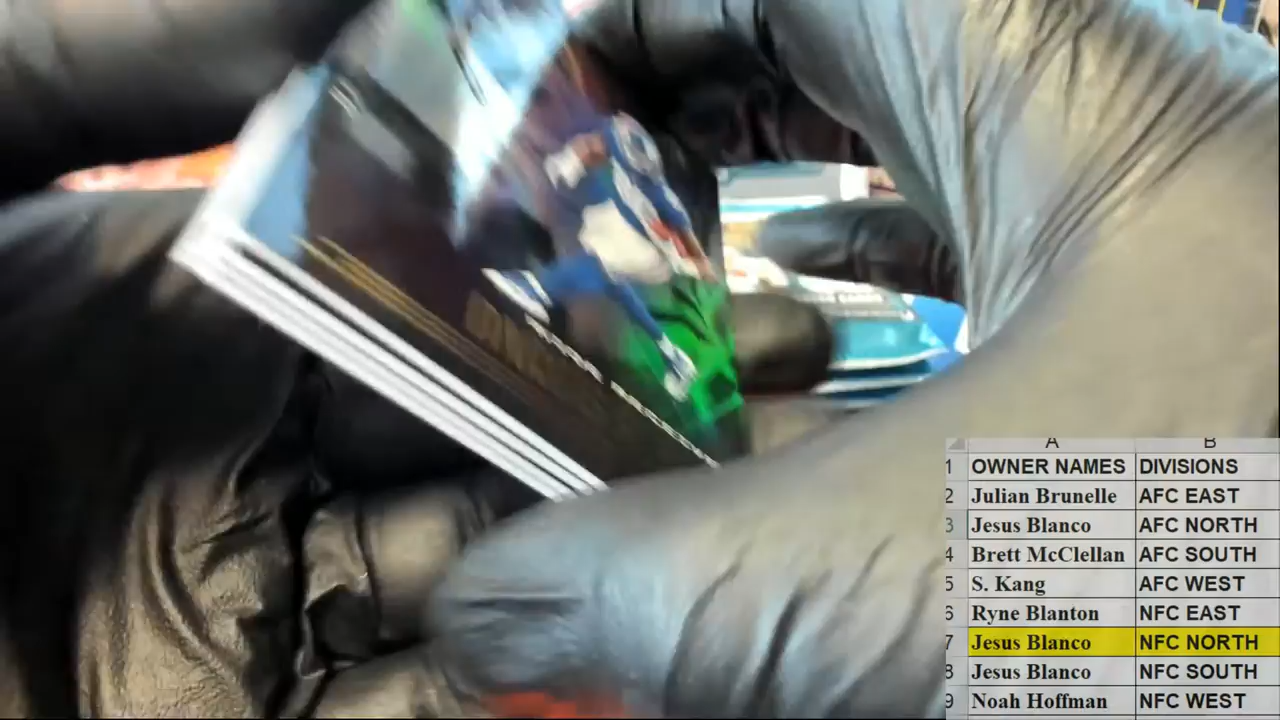 A B
1 OWNER NAMES DIVISIONS
2 Julian Brunelle AFC EAST
3 Jesus Blanco AFC NORTH
4 Brett McClellan AFC SOUTH
5 S. Kang AFC WEST
6 Ryne Blanton NFC EAST
7 Jesus Blanco NFC NORTH
8 Jesus Blanco NFC SOUTH
9 Noah Hoffman NFC WEST